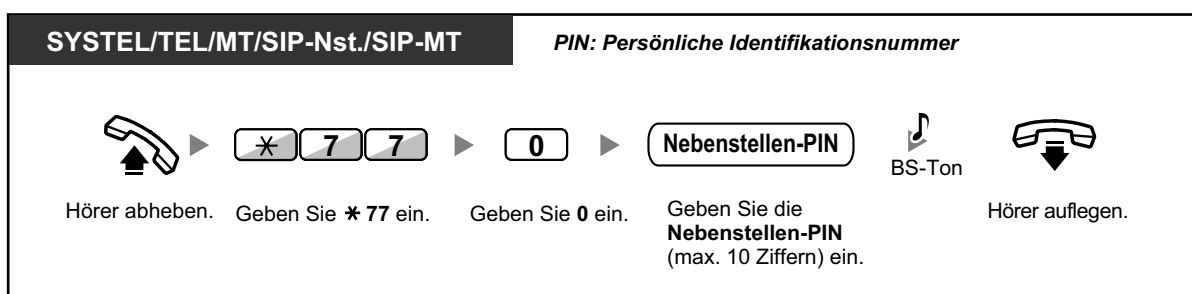 SYSTEL/TEL/MT/SIP-Nst./SIP-MT
PIN: Persönliche Identifikationsnummer
* 7 7
0
Nebenstellen-PIN
BS-Ton
Hörer abheben.
Geben Sie * 77 ein.
Geben Sie 0 ein.
Geben Sie die
Nebenstellen-PIN
(max. 10 Ziffern) ein.
Hörer auflegen.